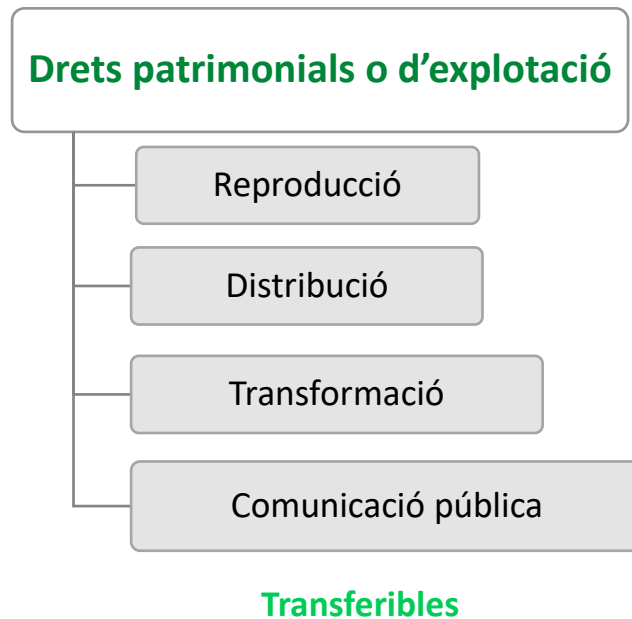 Drets patrimonials o d’explotació
Reproducció
Distribució
Transformació
Comunicació pública
Transferibles